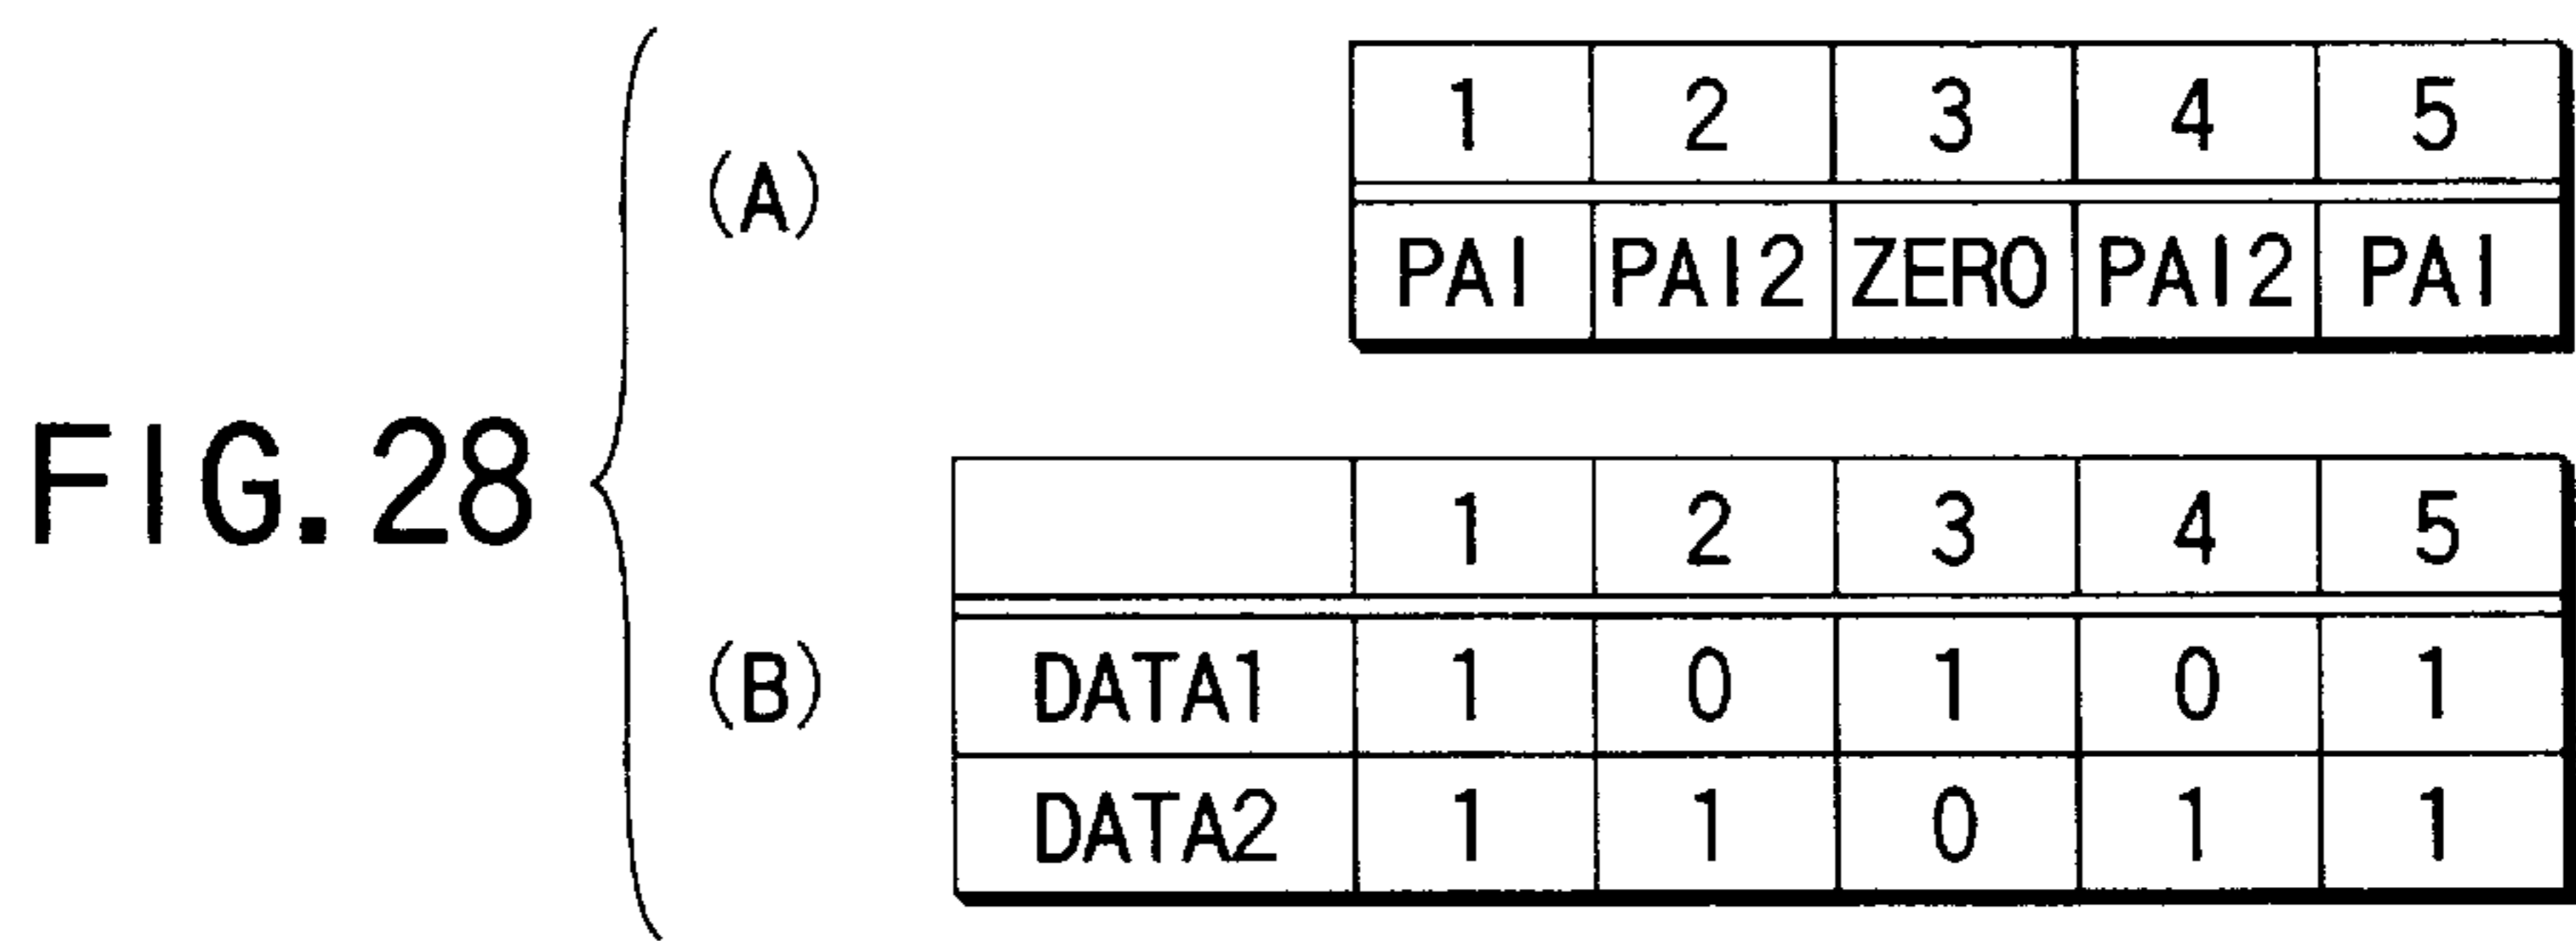 FIG.28
(A)
1 2 3 4 5
PAI PAI2 ZERO PAI2 PAI
(B)
1 2 3 4 5
DATA1 1 0 1 0 1
DATA2 1 1 0 1 1